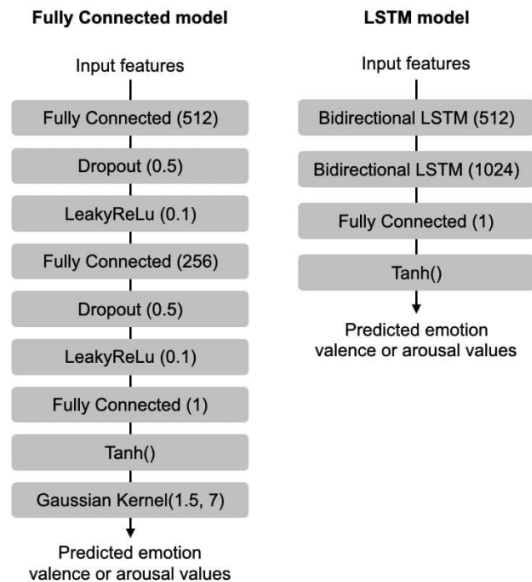 Fully Connected model
Input features
Fully Connected (512)
Dropout (0.5)
LeakyReLu (0.1)
Fully Connected (256)
Dropout (0.5)
LeakyReLu (0.1)
Fully Connected (1)
Tanh()
Gaussian Kernel(1.5, 7)
Predicted emotion
valence or arousal values
LSTM model
Input features
Bidirectional LSTM (512)
Bidirectional LSTM (1024)
Fully Connected (1)
Tanh()
Predicted emotion
valence or arousal values